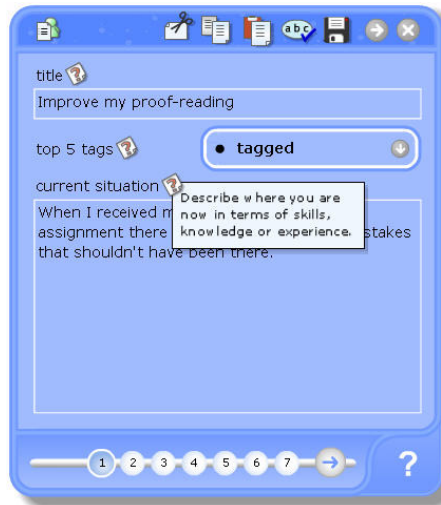 abc
title
Improve my proof-reading
top 5 tags
• tagged
current situation
Describe where you are
now in terms of skills,
knowledge or experience.
When I received m
assignment there stakes
that shouldn't have been there.
1 2 3 4 5 6 7
?